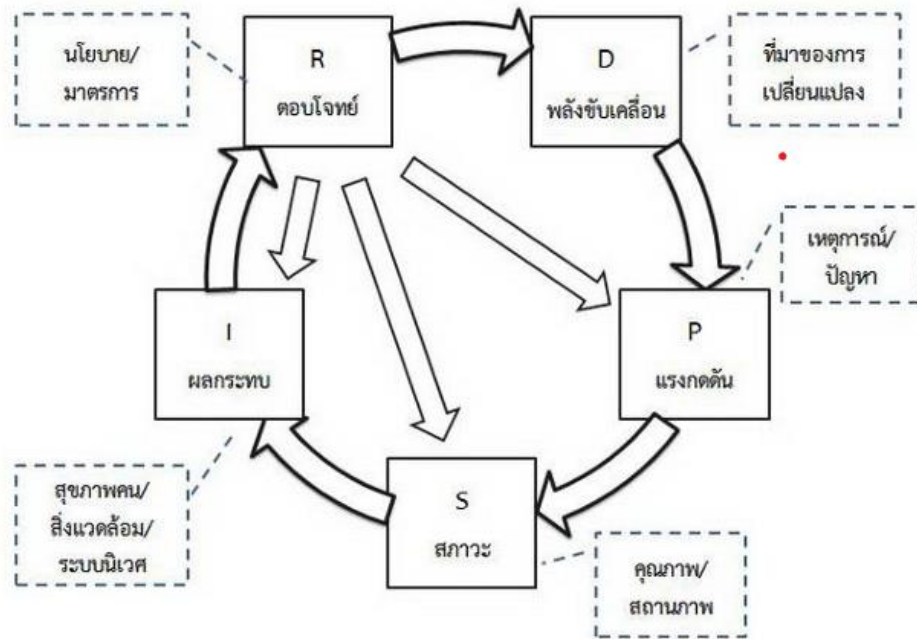 นโยบาย/
มาตรการ
R
ตอบโจทย์
D
พลังขับเคลื่อน
ที่มาของการ
เปลี่ยนแปลง
เหตุการณ์/
ปัญหา
I
ผลกระทบ
P
แรงกดดัน
สุขภาพคน/
สิ่งแวดล้อม/
ระบบนิเวศ
S
สภาวะ
คุณภาพ/
สถานภาพ